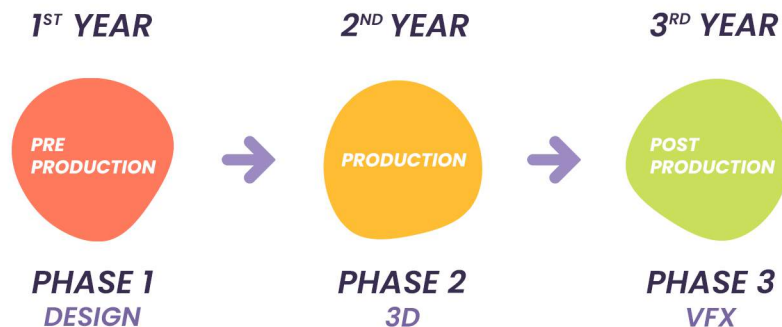 1ST YEAR
2ND YEAR
3RD YEAR
PRE
PRODUCTION
PRODUCTION
POST
PRODUCTION
PHASE 1
PHASE 2
PHASE 3
DESIGN
3D
VFX